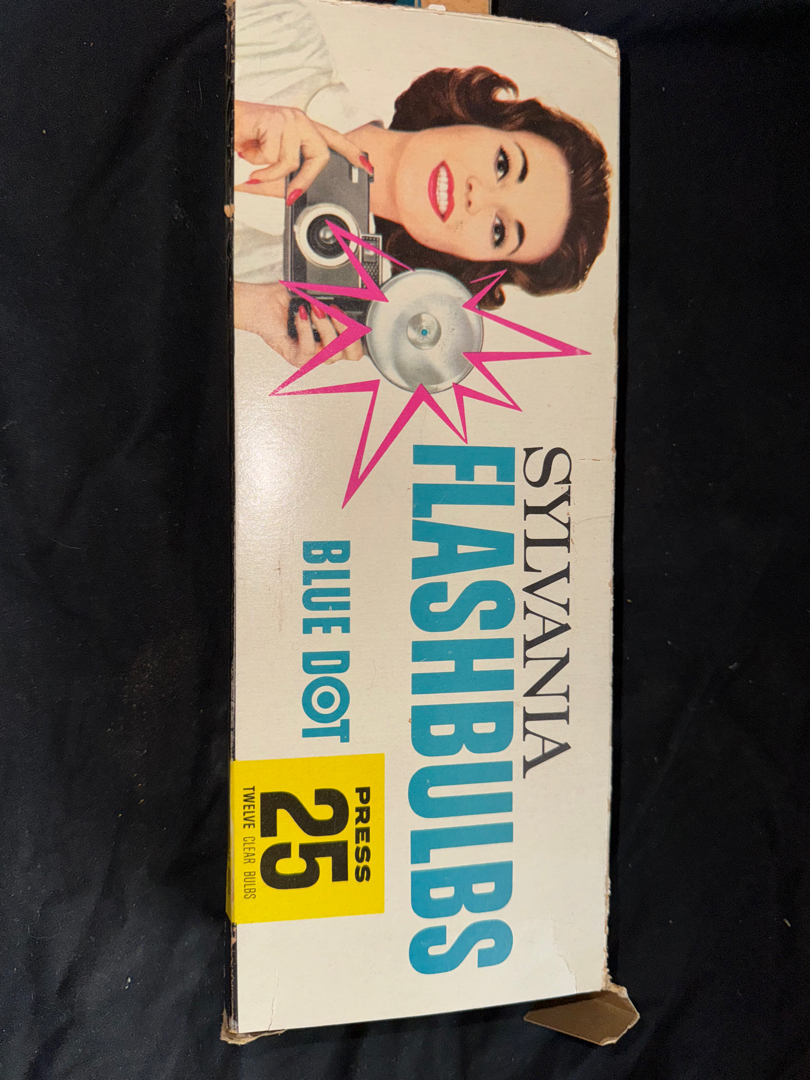 SYLVANIA
FLASHBULBS
BLUE DOT
PRESS
25
TWELVE CLEAR BULBS